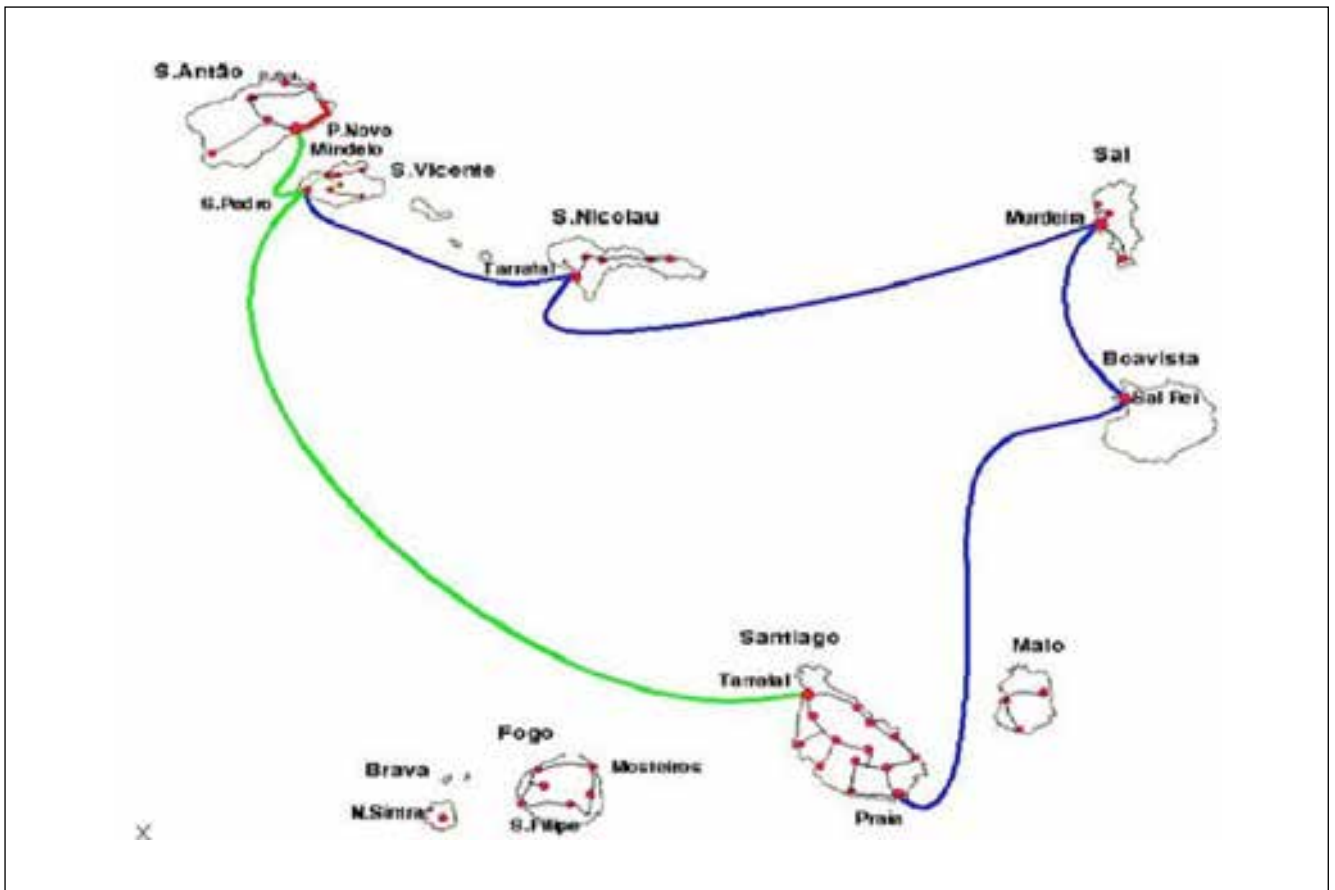 S.Antão
P.Novo
Mindelo
S.Vicente
S.Pedro
S.Nicolau
Tarrafal
Sal
Murdeira
Boavista
Sal Rei
Santiago
Tarrafal
Maio
Fogo
Mosteiros
Brava
N.Sintra
S.Filipe
Praia
X